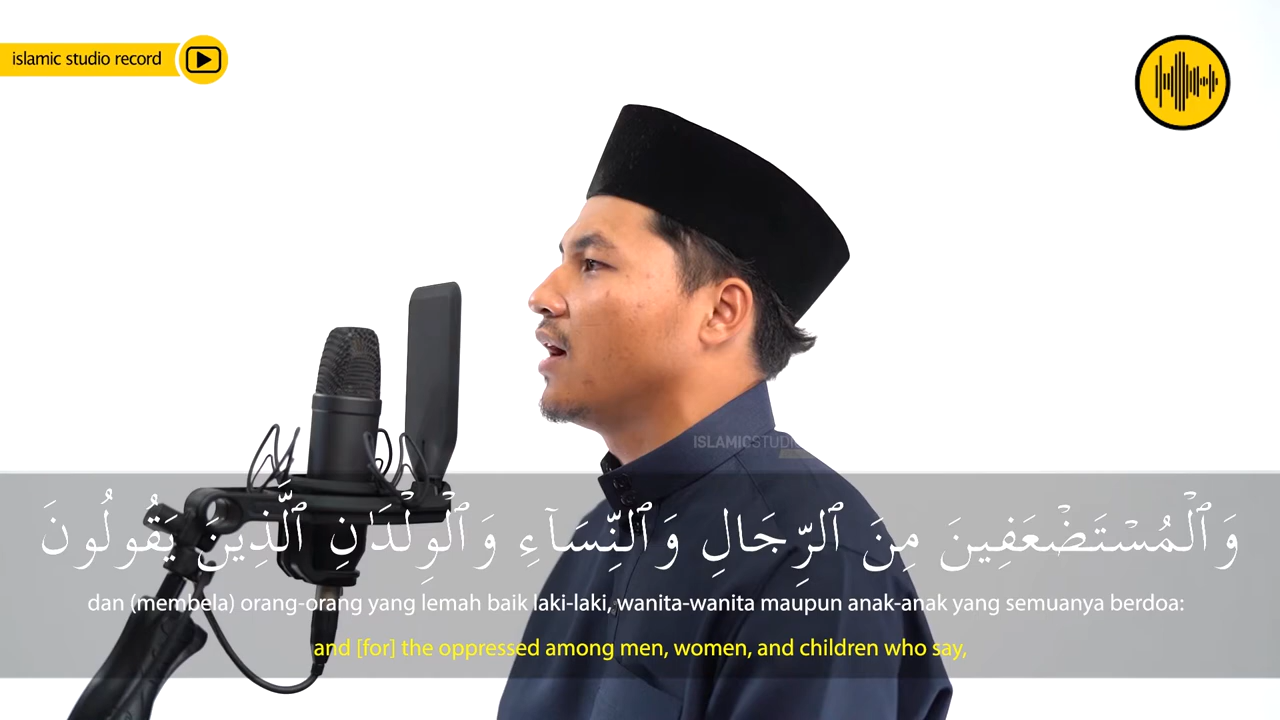 islamic studio record
ISLAMICSTUDI
وَٱلْمُسْتَضْعَفِينَ مِنَ ٱلرِّجَالِ وَٱلنِّسَآءِ وَٱلْوِلْدَٰنِ ٱلَّذِينَ يَقُولُونَ
dan (membela) orang-orang yang lemah baik laki-laki, wanita-wanita maupun anak-anak yang semuanya berdoa:
and [for] the oppressed among men, women, and children who say,